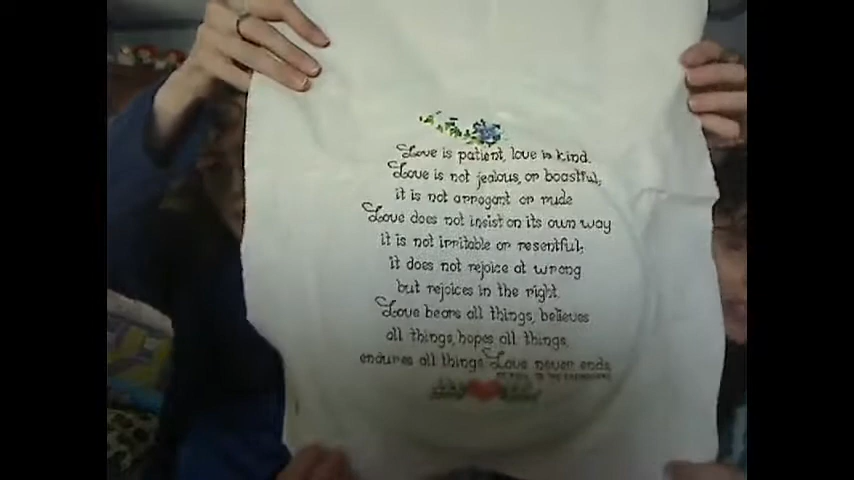 Love is patient, love is kind.
Love is not jealous, or boastful;
it is not arrogant or rude
Love does not insist on its own way
it is not irritable or resentful;
it does not rejoice at wrong
but rejoices in the right.
Love bears all things, believes
all things, hopes all things,
endures all things. Love never ends.